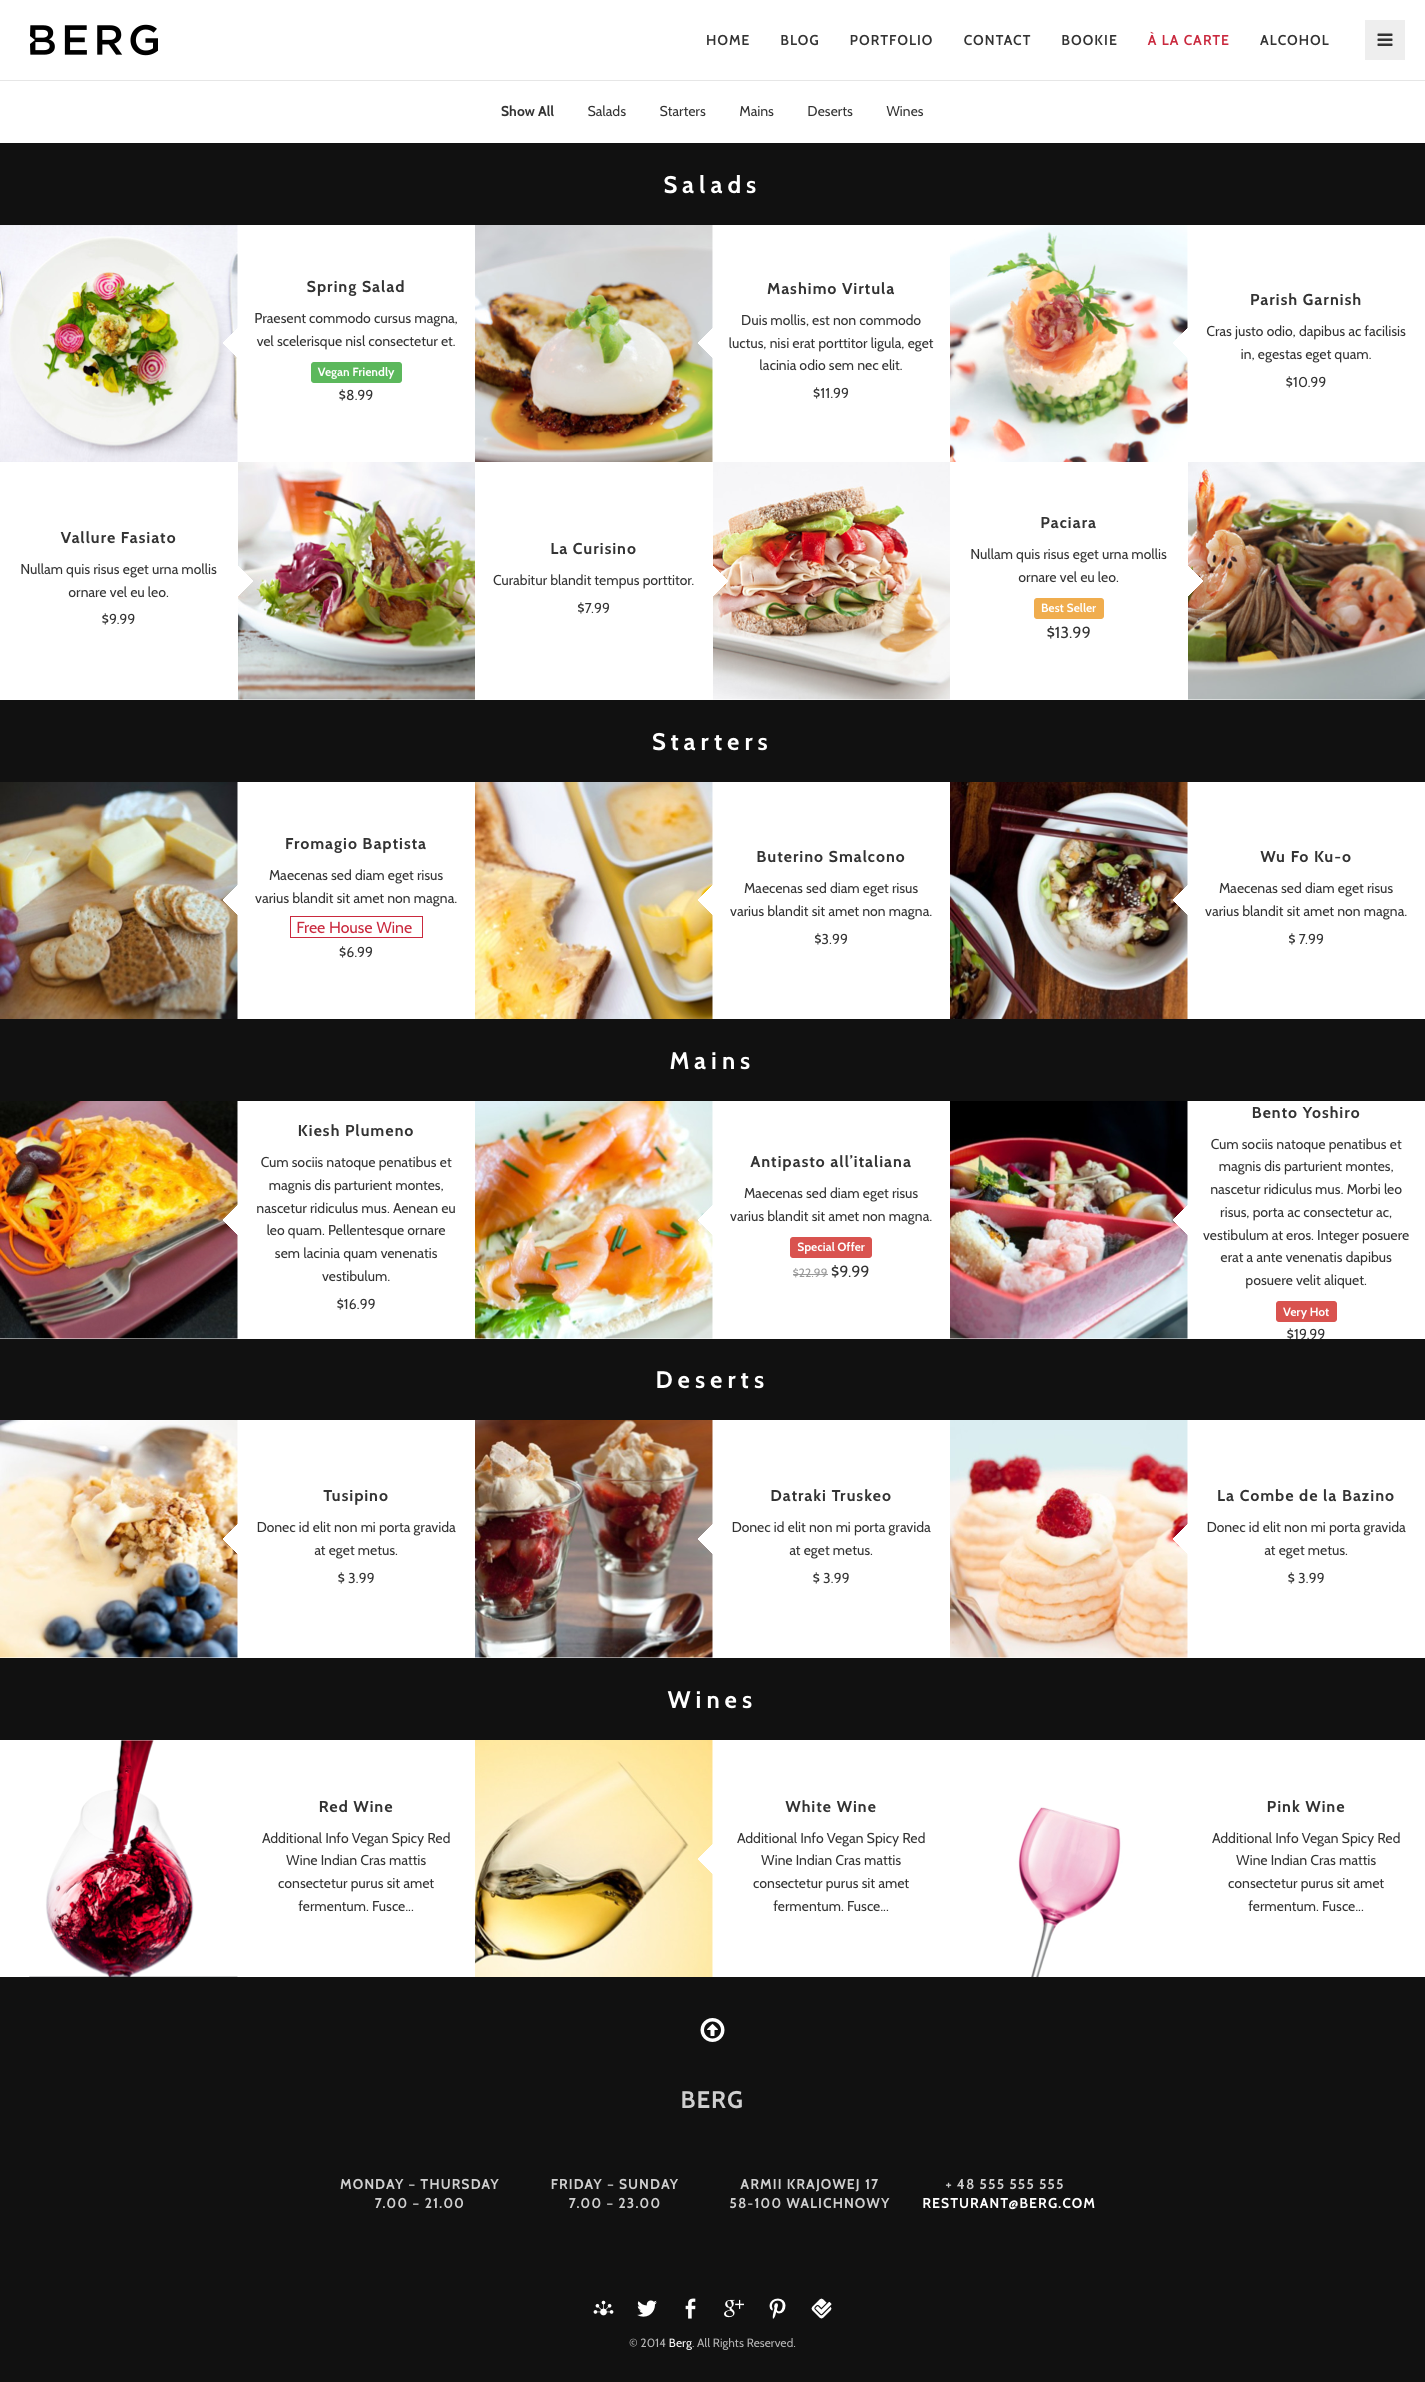 BERG
HOME BLOG PORTFOLIO CONTACT BOOKIE À LA CARTE ALCOHOL
Show All Salads Starters Mains Deserts Wines
Salads
Spring Salad
Praesent commodo cursus magna,
vel scelerisque nisl consectetur et.
Vegan Friendly
$8.99
Mashimo Virtula
Duis mollis, est non commodo
luctus, nisi erat porttitor ligula, eget
lacinia odio sem nec elit.
$11.99
Parish Garnish
Cras justo odio, dapibus ac facilisis
in, egestas eget quam.
$10.99
Vallure Fasiato
Nullam quis risus eget urna mollis
ornare vel eu leo.
$9.99
La Curisino
Curabitur blandit tempus porttitor.
$7.99
Paciara
Nullam quis risus eget urna mollis
ornare vel eu leo.
Best Seller
$13.99
Starters
Fromagio Baptista
Maecenas sed diam eget risus
varius blandit sit amet non magna.
Free House Wine
$6.99
Buterino Smalcono
Maecenas sed diam eget risus
varius blandit sit amet non magna.
$3.99
Wu Fo Ku-o
Maecenas sed diam eget risus
varius blandit sit amet non magna.
$ 7.99
Mains
Kiesh Plumeno
Cum sociis natoque penatibus et
magnis dis parturient montes,
nascetur ridiculus mus. Aenean eu
leo quam. Pellentesque ornare
sem lacinia quam venenatis
vestibulum.
$16.99
Antipasto all'italiana
Maecenas sed diam eget risus
varius blandit sit amet non magna.
Special Offer
$22.99 $9.99
Bento Yoshiro
Cum sociis natoque penatibus et
magnis dis parturient montes,
nascetur ridiculus mus. Morbi leo
risus, porta ac consectetur ac,
vestibulum at eros. Integer posuere
erat a ante venenatis dapibus
posuere velit aliquet.
Very Hot
$19.99
Deserts
Tusipino
Donec id elit non mi porta gravida
at eget metus.
$ 3.99
Datraki Truskeo
Donec id elit non mi porta gravida
at eget metus.
$ 3.99
La Combe de la Bazino
Donec id elit non mi porta gravida
at eget metus.
$ 3.99
Wines
Red Wine
Additional Info Vegan Spicy Red
Wine Indian Cras mattis
consectetur purus sit amet
fermentum. Fusce...
White Wine
Additional Info Vegan Spicy Red
Wine Indian Cras mattis
consectetur purus sit amet
fermentum. Fusce...
Pink Wine
Additional Info Vegan Spicy Red
Wine Indian Cras mattis
consectetur purus sit amet
fermentum. Fusce...
BERG
MONDAY – THURSDAY
7.00 – 21.00
FRIDAY – SUNDAY
7.00 – 23.00
ARMII KRAJOWEJ 17
58-100 WALICHNOWY
+ 48 555 555 555
RESTURANT@BERG.COM
© 2014 Berg. All Rights Reserved.